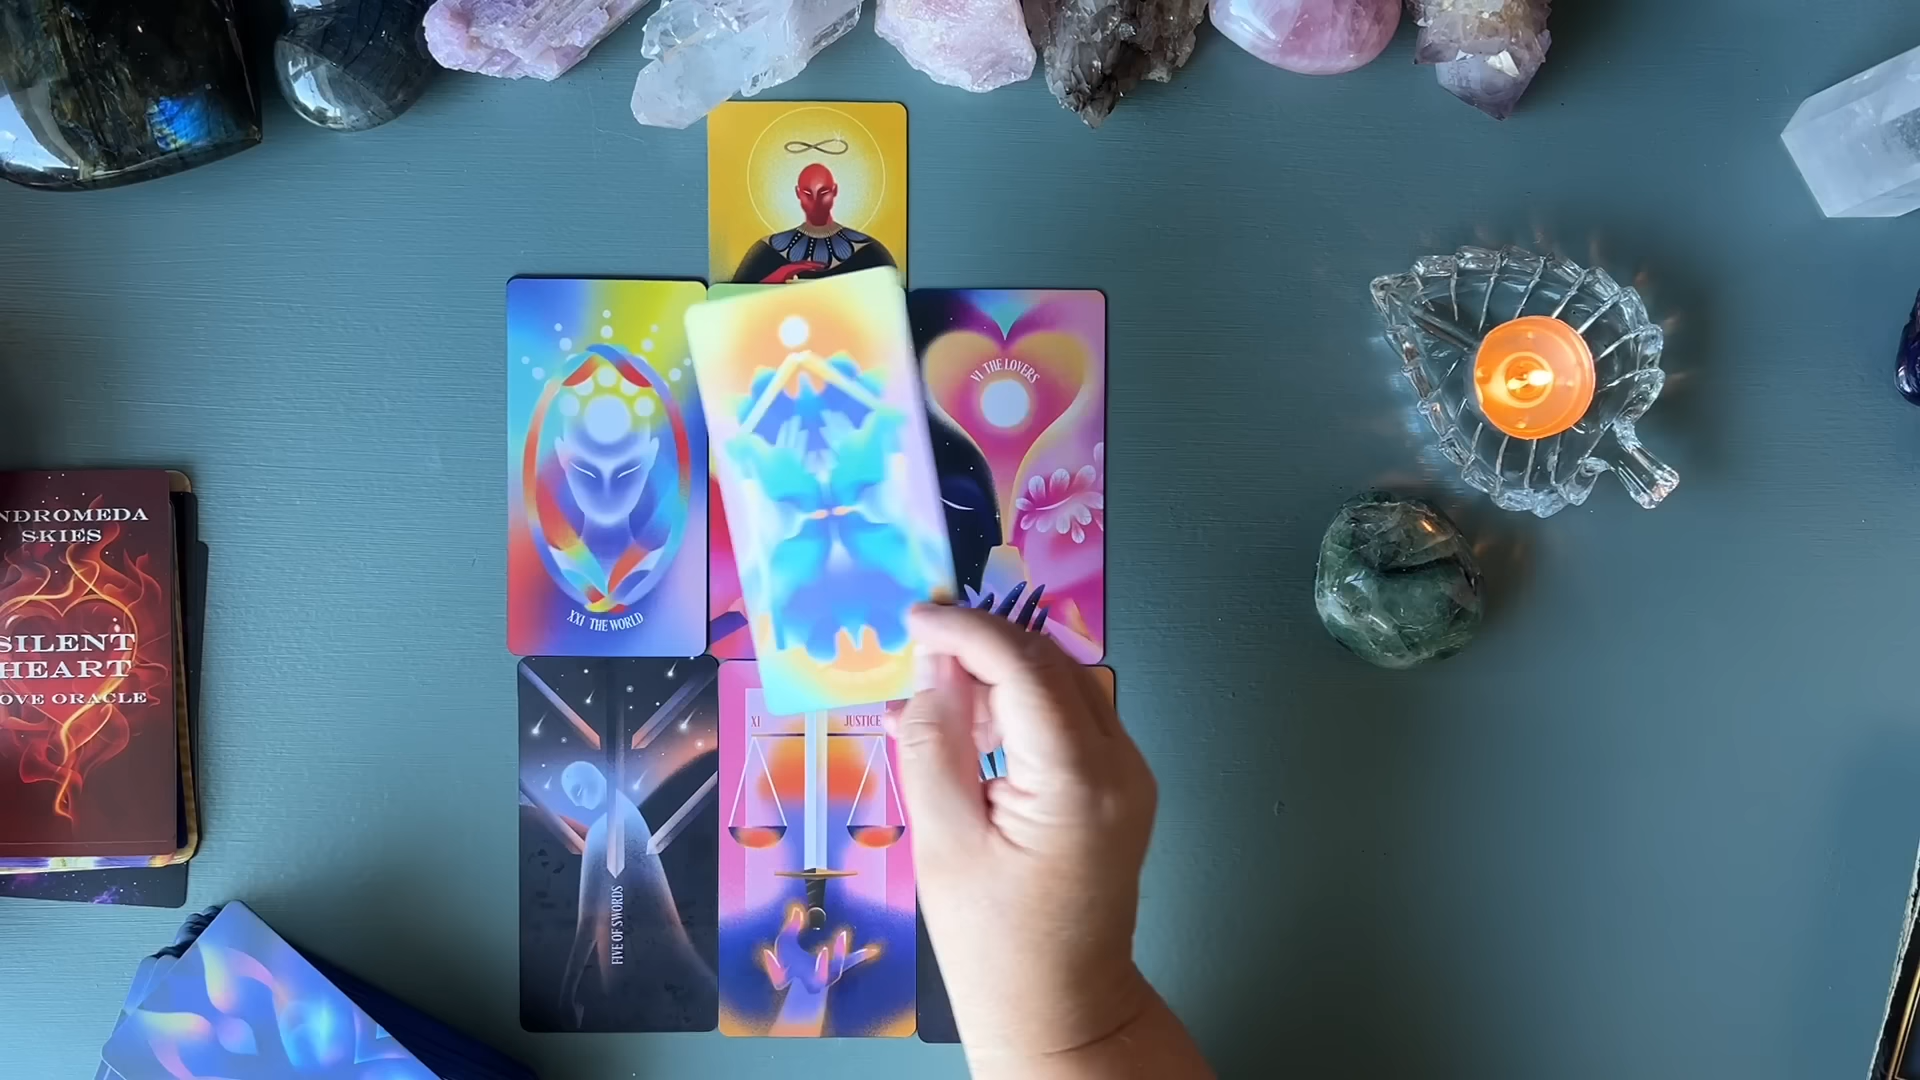 VI THE LOVERS
XXI THE WORLD
NDROMEDA
SKIES
SILENT
HEART
OVE ORACLE
XI JUSTICE
FIVE OF SWORDS